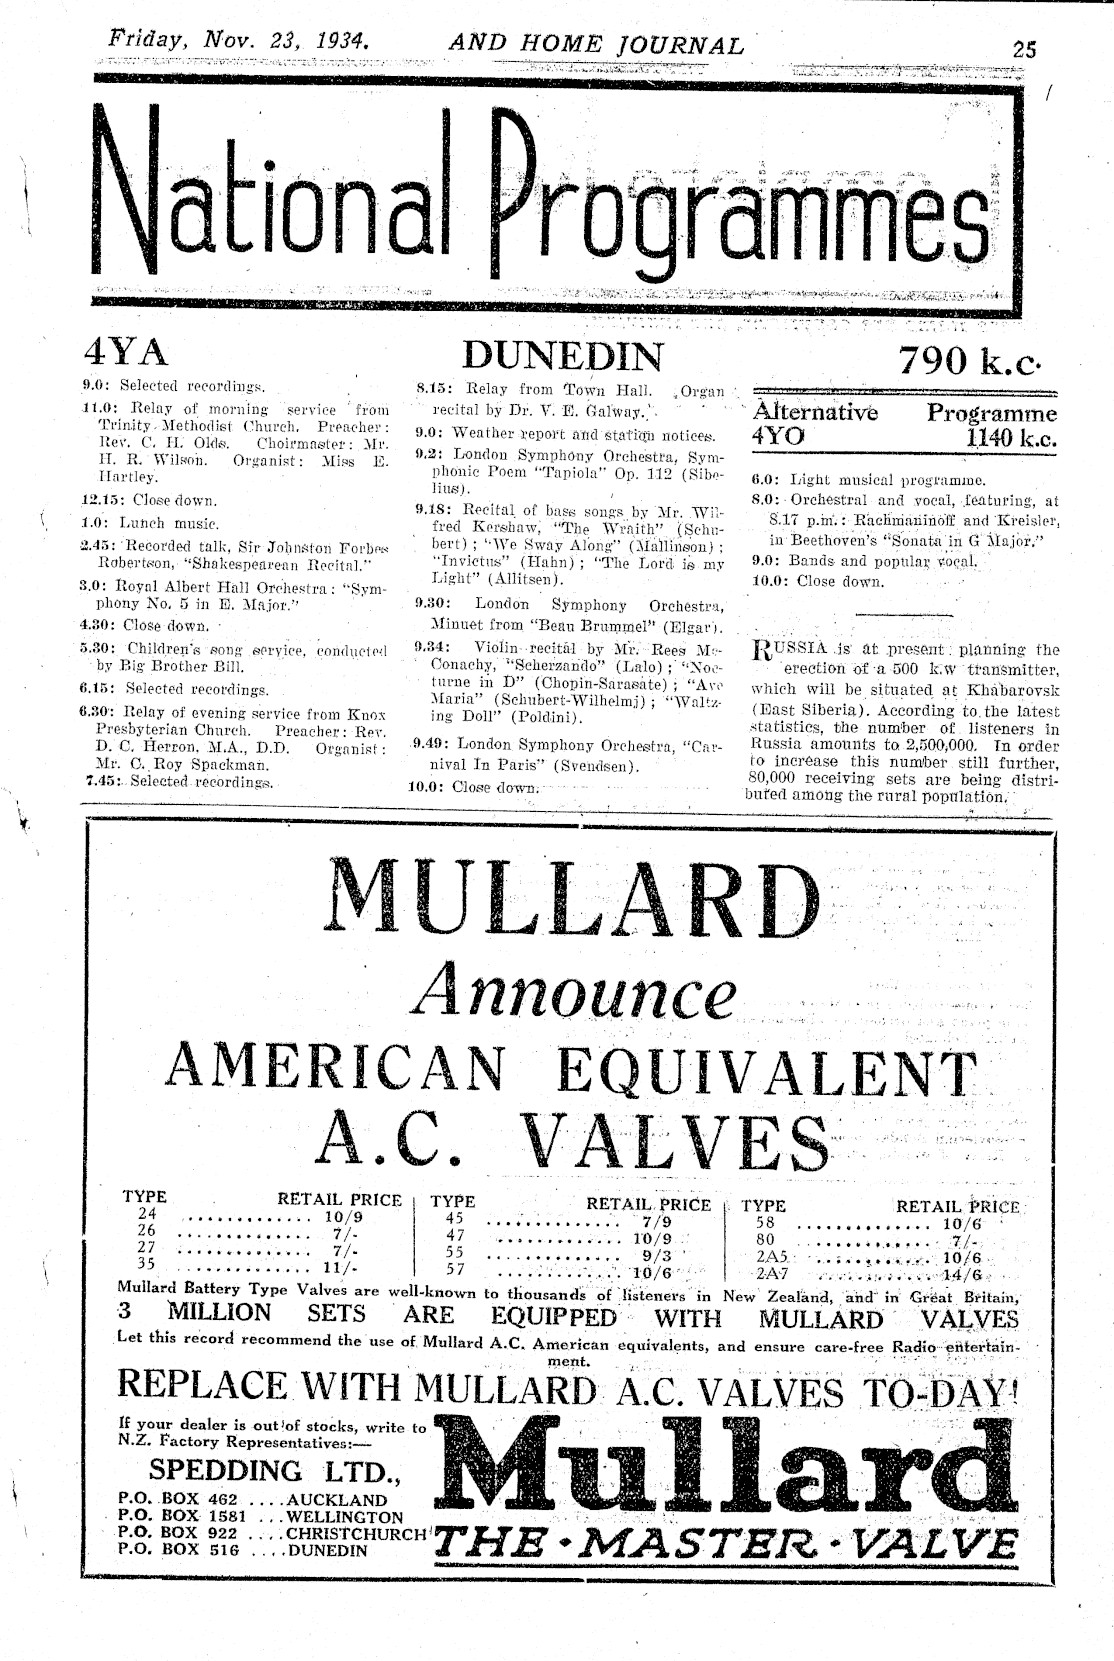 Friday, Nov. 23, 1934. AND HOME JOURNAL 25
National Programmes
4YA DUNEDIN 790 k.c.
9.0: Selected recordings.
11.0: Relay of morning service from
Trinity Methodist Church. Preacher:
Rev. C. H. Olds. Choirmaster: Mr.
H. R. Wilson. Organist: Miss E.
Hartley.
12.15: Close down.
1.0: Lunch music.
2.45: Recorded talk, Sir Johnston Forbes
Robertson, "Shakespearean Recital."
3.0: Royal Albert Hall Orchestra: "Sym-
phony No. 5 in E. Major."
4.30: Close down.
5.30: Children's song service, conducted
by Big Brother Bill.
6.15: Selected recordings.
6.30: Relay of evening service from Knox
Presbyterian Church. Preacher: Rev.
D. C. Herron, M.A., D.D. Organist:
Mr. C. Roy Spackman.
7.45: Selected recordings.
8.15: Relay from Town Hall. Organ
recital by Dr. V. E. Galway.
9.0: Weather report and station notices.
9.2: London Symphony Orchestra, Sym-
phonic Poem "Tapiola" Op. 112 (Sibe-
lius).
9.18: Recital of bass songs by Mr. Wil-
fred Kershaw, "The Wraith" (Schu-
bert); "We Sway Along" (Mallinson);
"Invictus" (Hahn); "The Lord is my
Light" (Allitsen).
9.30: London Symphony Orchestra,
Minuet from "Beau Brummel" (Elgar).
9.34: Violin recital by Mr. Rees Mc-
Conachy, "Scherzando" (Lalo); "Noc-
turne in D" (Chopin-Sarasate); "Ave
Maria" (Schubert-Wilhelmj); "Waltz-
ing Doll" (Poldini).
9.49: London Symphony Orchestra, "Car-
nival In Paris" (Svendsen).
10.0: Close down.
Alternative Programme
4YO 1140 k.c.
6.0: Light musical programme.
8.0: Orchestral and vocal, featuring, at
8.17 p.m.: Rachmaninoff and Kreisler,
in Beethoven's "Sonata in G Major."
9.0: Bands and popular vocal.
10.0: Close down.
RUSSIA is at present planning the
erection of a 500 k.w transmitter,
which will be situated at Khabarovsk
(East Siberia). According to the latest
statistics, the number of listeners in
Russia amounts to 2,500,000. In order
to increase this number still further,
80,000 receiving sets are being distri-
buted among the rural population.
MULLARD
Announce
AMERICAN EQUIVALENT
A.C. VALVES
TYPE RETAIL PRICE
24 .............. 10/9
26 .............. 7/-
27 .............. 7/-
35 .............. 11/-
TYPE RETAIL PRICE
45 .............. 7/9
47 .............. 10/9
55 .............. 9/3
57 .............. 10/6
TYPE RETAIL PRICE
58 .............. 10/6
80 .............. 7/-
2A5 .............. 10/6
2A7 .............. 14/6
Mullard Battery Type Valves are well-known to thousands of listeners in New Zealand, and in Great Britain,
3 MILLION SETS ARE EQUIPPED WITH MULLARD VALVES
Let this record recommend the use of Mullard A.C. American equivalents, and ensure care-free Radio entertain-
ment.
REPLACE WITH MULLARD A.C. VALVES TO-DAY!
If your dealer is out of stocks, write to
N.Z. Factory Representatives:—
SPEDDING LTD.,
P.O. BOX 462 .... AUCKLAND
P.O. BOX 1581 ... WELLINGTON
P.O. BOX 922 .... CHRISTCHURCH
P.O. BOX 516 .... DUNEDIN
Mullard
THE · MASTER · VALVE